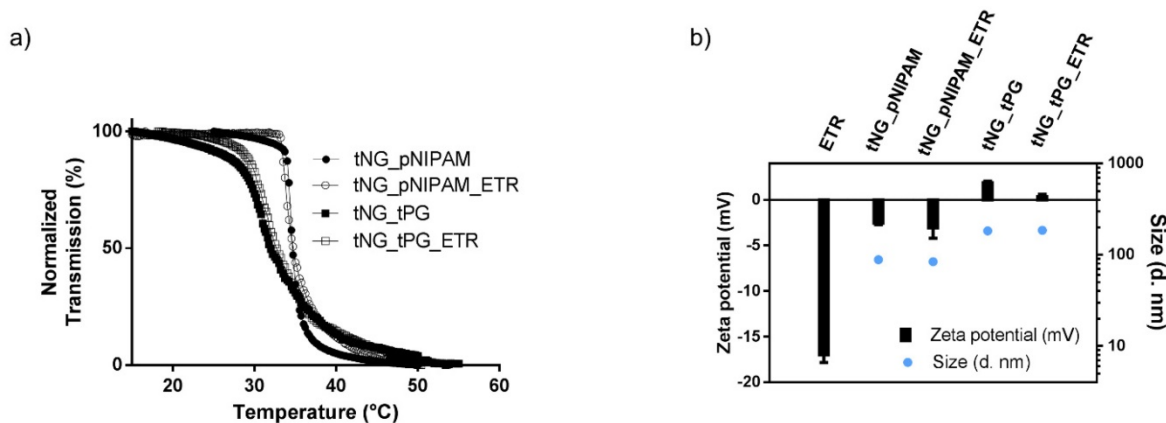 a)
Normalized
Transmission (%)
100
50
0
20
30
40
50
60
Temperature (°C)
tNG_pNIPAM
tNG_pNIPAM_ETR
tNG_tPG
tNG_tPG_ETR
b)
ETR
tNG_pNIPAM
tNG_pNIPAM_ETR
tNG_tPG
tNG_tPG_ETR
Zeta potential (mV)
0
-5
-10
-15
-20
1000
100
10
Size (d. nm)
Zeta potential (mV)
Size (d. nm)